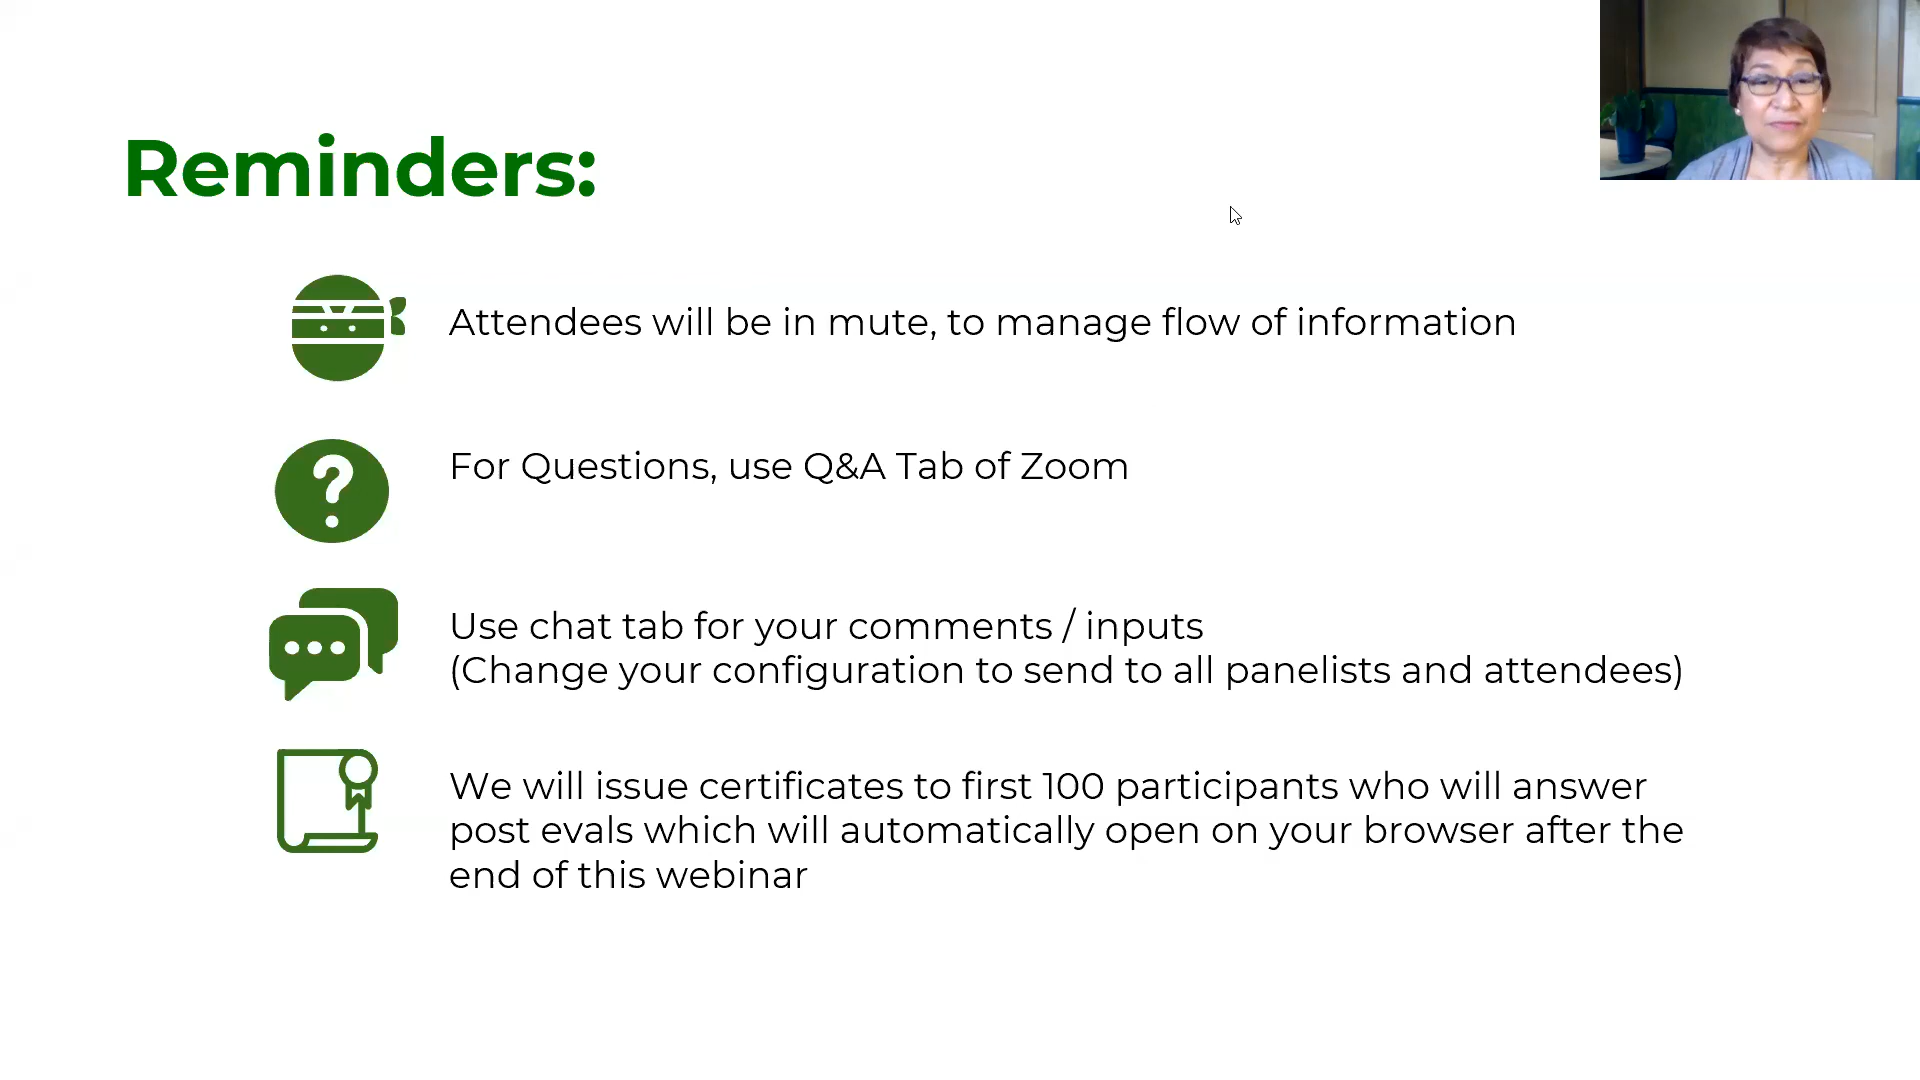 Reminders:
Attendees will be in mute, to manage flow of information
For Questions, use Q&A Tab of Zoom
Use chat tab for your comments / inputs
(Change your configuration to send to all panelists and attendees)
We will issue certificates to first 100 participants who will answer
post evals which will automatically open on your browser after the
end of this webinar